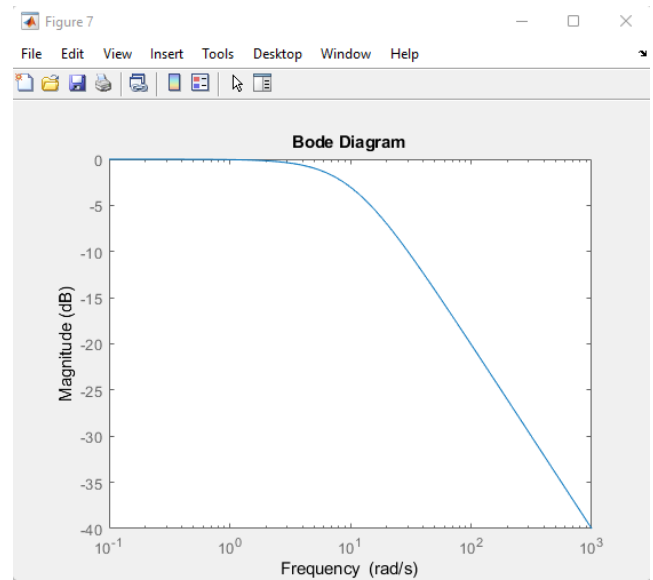 Figure 7
File Edit View Insert Tools Desktop Window Help
Bode Diagram
Magnitude (dB)
0
-5
-10
-15
-20
-25
-30
-35
-40
10^-1 10^0 10^1 10^2 10^3
Frequency (rad/s)